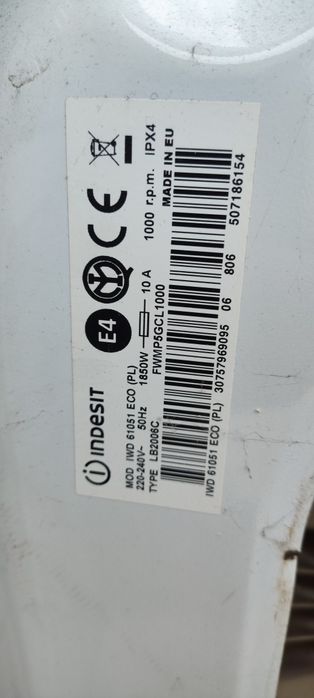 indesit
E4
CE
MOD IWD 61051 ECO (PL)
220-240V~ 50Hz 1850W 10 A 1000 r.p.m. IPX4
TYPE LB2006C FWMP5GCL1000 MADE IN EU
IWD 61051 ECO (PL) 30757969095 06 806 507186154